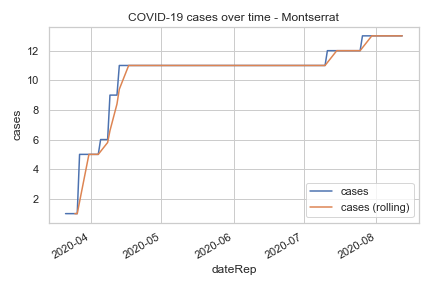 COVID-19 cases over time - Montserrat
cases
12
10
8
6
4
2
cases
cases (rolling)
2020-04
2020-05
2020-06
2020-07
2020-08
dateRep